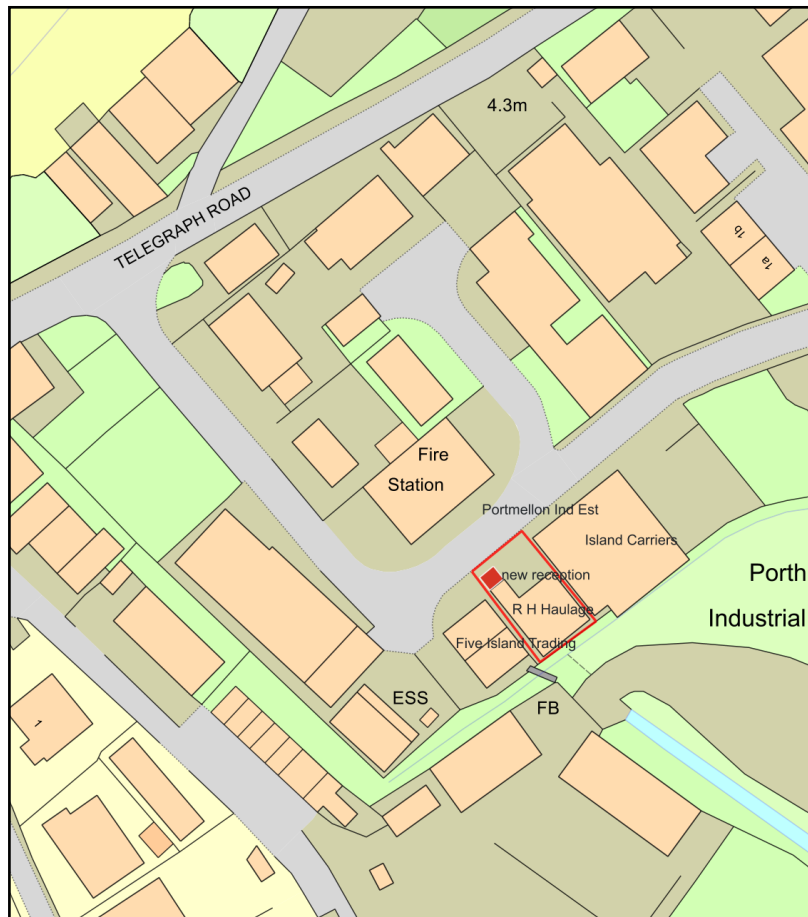 4.3m
TELEGRAPH ROAD
1b
1a
Fire
Station
Portmellon Ind Est
Island Carriers
new reception
Porth
R H Haulage
Industrial
Five Island Trading
ESS
FB
1